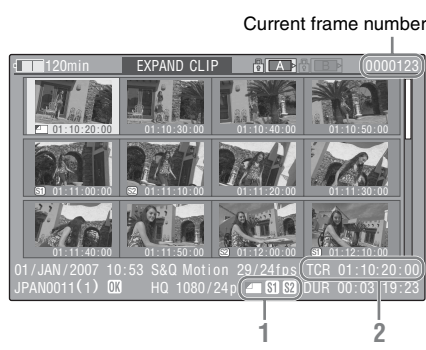 Current frame number
120min EXPAND CLIP A B 0000123
01:10:20:00 01:10:30:00 01:10:40:00 01:10:50:00
S1 01:11:00:00 S2 01:11:10:00 01:11:20:00 01:11:30:00
01:11:40:00 01:11:50:00 S2 01:12:00:00 S1 01:12:10:00
01/JAN/2007 10:53 S&Q Motion 29/24fps TCR 01:10:20:00
JPAN0011(1) OK HQ 1080/24p S1 S2 DUR 00:03:19:23
1 2